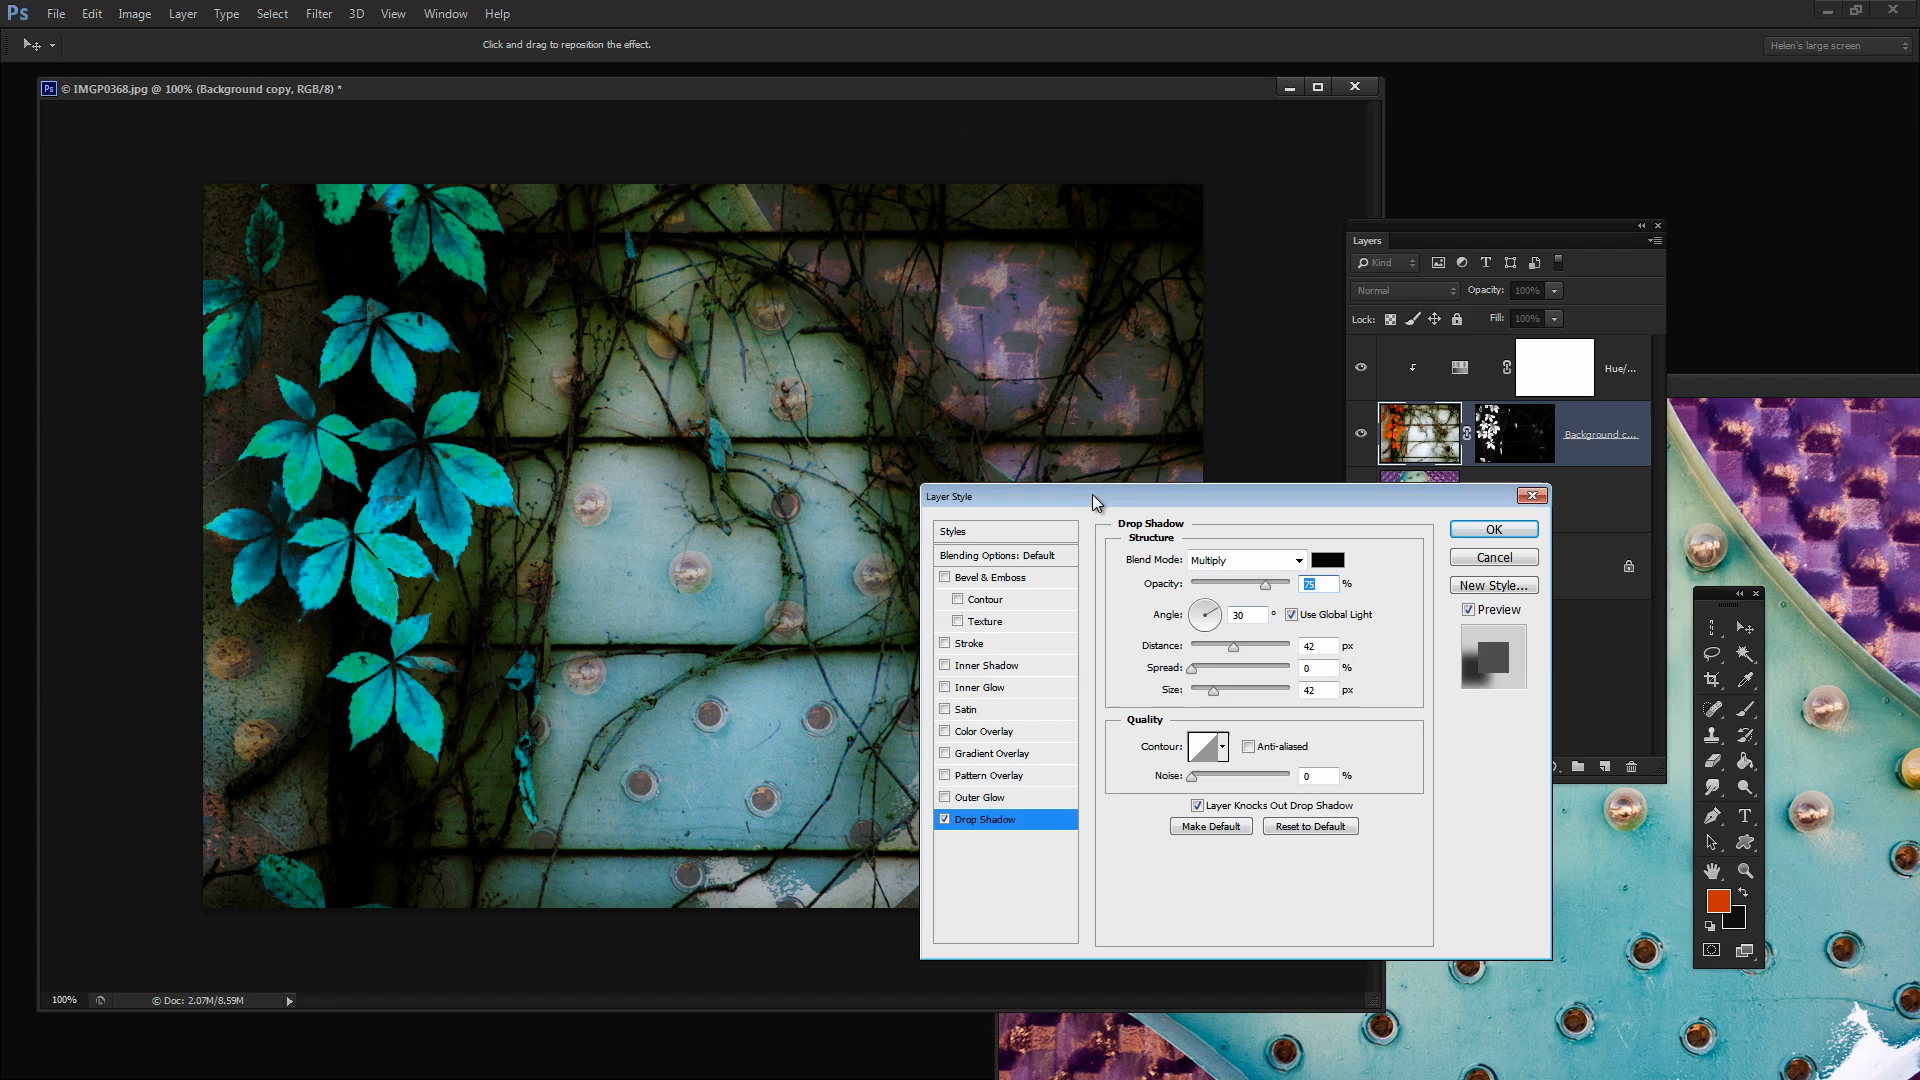 Ps File Edit Image Layer Type Select Filter 3D View Window Help
Click and drag to reposition the effect.
Helen's large screen
Ps © IMGP0368.jpg @ 100% (Background copy, RGB/8) *
Layers
Kind
Normal Opacity: 100%
Lock: Fill: 100%
Hue/...
Background c...
Layer Style
Styles
Blending Options: Default
Bevel & Emboss
Contour
Texture
Stroke
Inner Shadow
Inner Glow
Satin
Color Overlay
Gradient Overlay
Pattern Overlay
Outer Glow
Drop Shadow
Drop Shadow
Structure
Blend Mode: Multiply
Opacity: 75 %
Angle: 30 ° Use Global Light
Distance: 42 px
Spread: 0 %
Size: 42 px
Quality
Contour: Anti-aliased
Noise: 0 %
Layer Knocks Out Drop Shadow
Make Default Reset to Default
OK
Cancel
New Style...
Preview
100% © Doc: 2.07M/8.59M